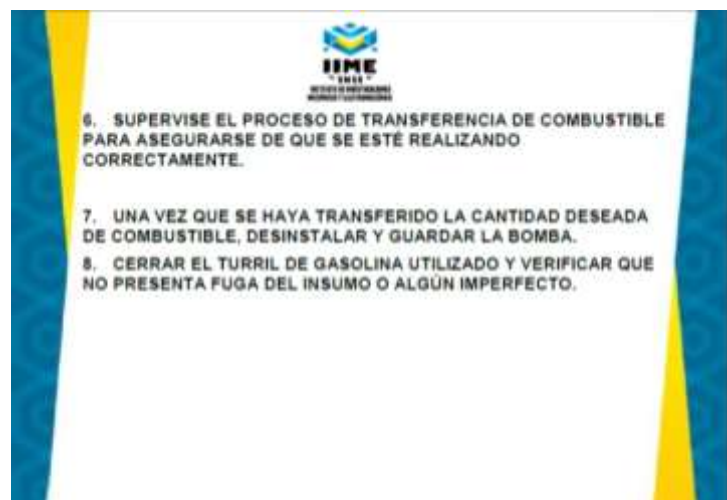 IIME
6. SUPERVISE EL PROCESO DE TRANSFERENCIA DE COMBUSTIBLE
PARA ASEGURARSE DE QUE SE ESTÉ REALIZANDO
CORRECTAMENTE.
7. UNA VEZ QUE SE HAYA TRANSFERIDO LA CANTIDAD DESEADA
DE COMBUSTIBLE, DESINSTALAR Y GUARDAR LA BOMBA.
8. CERRAR EL TURRIL DE GASOLINA UTILIZADO Y VERIFICAR QUE
NO PRESENTA FUGA DEL INSUMO O ALGÚN IMPERFECTO.